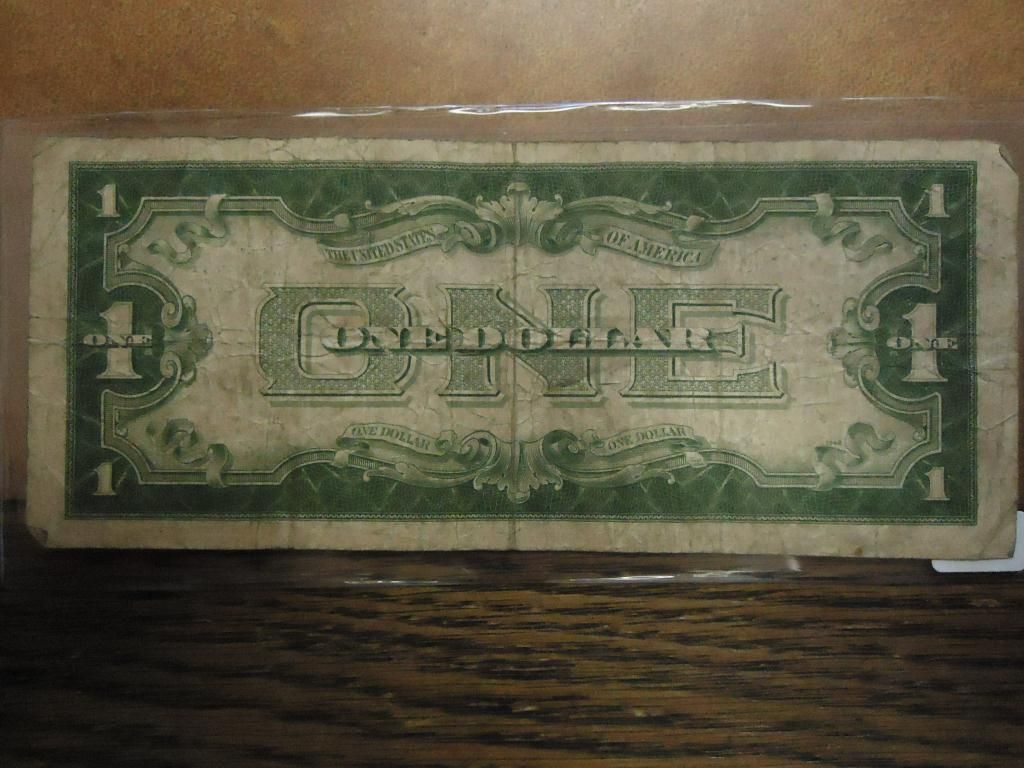 1 1
THE UNITED STATES OF AMERICA
ONE
1 ONE ONE DOLLAR 1 ONE
ONE DOLLAR ONE DOLLAR
1 1